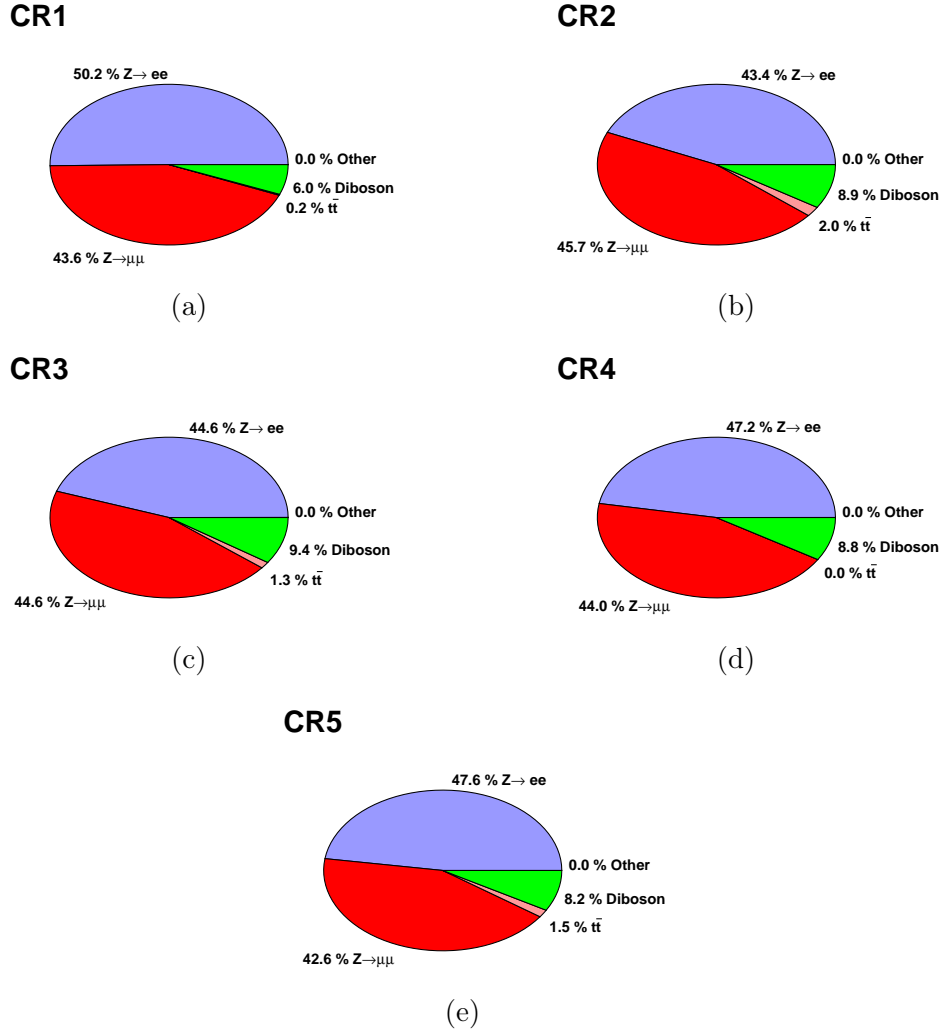 CR1
50.2 % Z→ ee
0.0 % Other
6.0 % Diboson
0.2 % tt̄
43.6 % Z→μμ
(a)
CR2
43.4 % Z→ ee
0.0 % Other
8.9 % Diboson
2.0 % tt̄
45.7 % Z→μμ
(b)
CR3
44.6 % Z→ ee
0.0 % Other
9.4 % Diboson
1.3 % tt̄
44.6 % Z→μμ
(c)
CR4
47.2 % Z→ ee
0.0 % Other
8.8 % Diboson
0.0 % tt̄
44.0 % Z→μμ
(d)
CR5
47.6 % Z→ ee
0.0 % Other
8.2 % Diboson
1.5 % tt̄
42.6 % Z→μμ
(e)